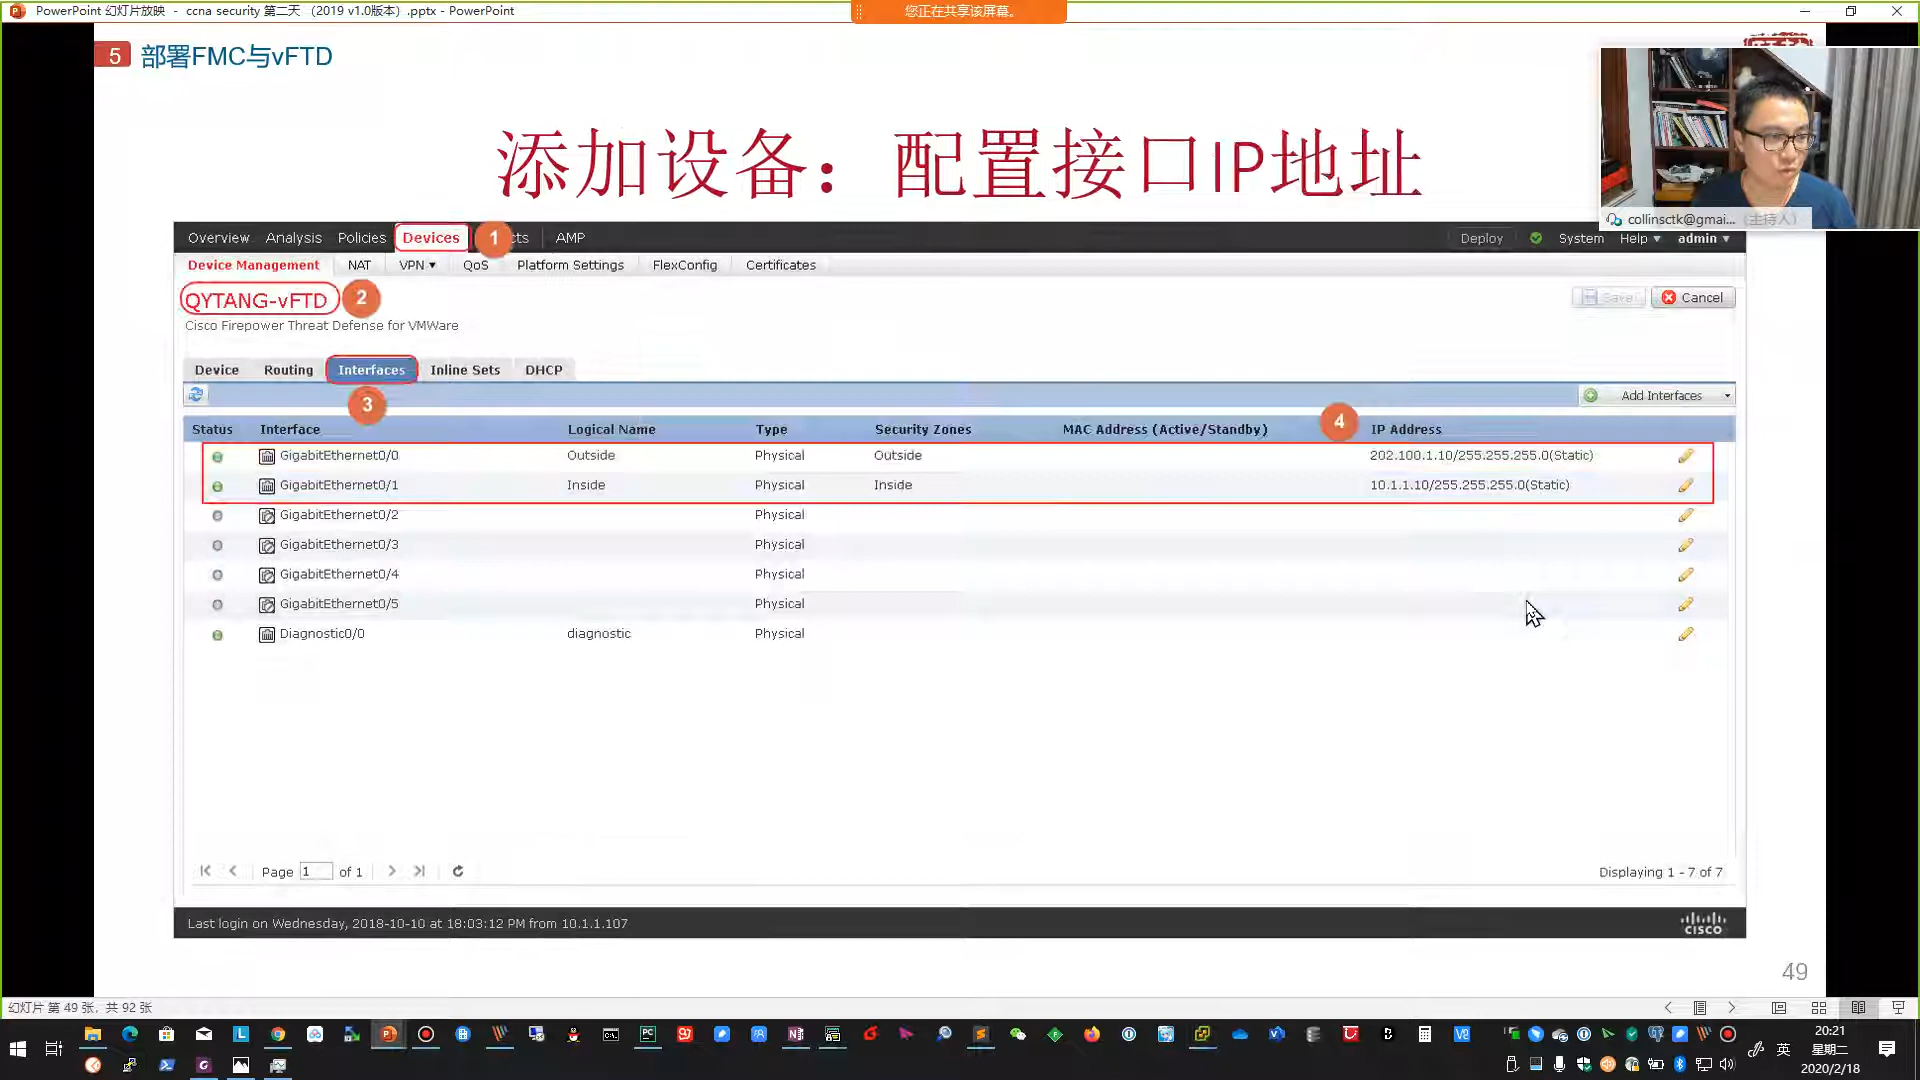 PowerPoint 幻灯片放映 - ccna security 第二天 （2019 v1.0版本）.pptx - PowerPoint
您正在共享该屏幕。
5 部署FMC与vFTD
添加设备：配置接口IP地址
collinsctk@gmai... （主持人）
Overview Analysis Policies Devices 1 cts AMP Deploy System Help admin
Device Management NAT VPN QoS Platform Settings FlexConfig Certificates
QYTANG-vFTD 2 Save Cancel
Cisco Firepower Threat Defense for VMWare
Device Routing Interfaces Inline Sets DHCP
3 Add Interfaces
Status Interface Logical Name Type Security Zones MAC Address (Active/Standby) 4 IP Address
GigabitEthernet0/0 Outside Physical Outside 202.100.1.10/255.255.255.0(Static)
GigabitEthernet0/1 Inside Physical Inside 10.1.1.10/255.255.255.0(Static)
GigabitEthernet0/2 Physical
GigabitEthernet0/3 Physical
GigabitEthernet0/4 Physical
GigabitEthernet0/5 Physical
Diagnostic0/0 diagnostic Physical
Page 1 of 1 Displaying 1 - 7 of 7
Last login on Wednesday, 2018-10-10 at 18:03:12 PM from 10.1.1.107
CISCO
49
幻灯片 第 49 张，共 92 张
20:21
英 星期二
2020/2/18